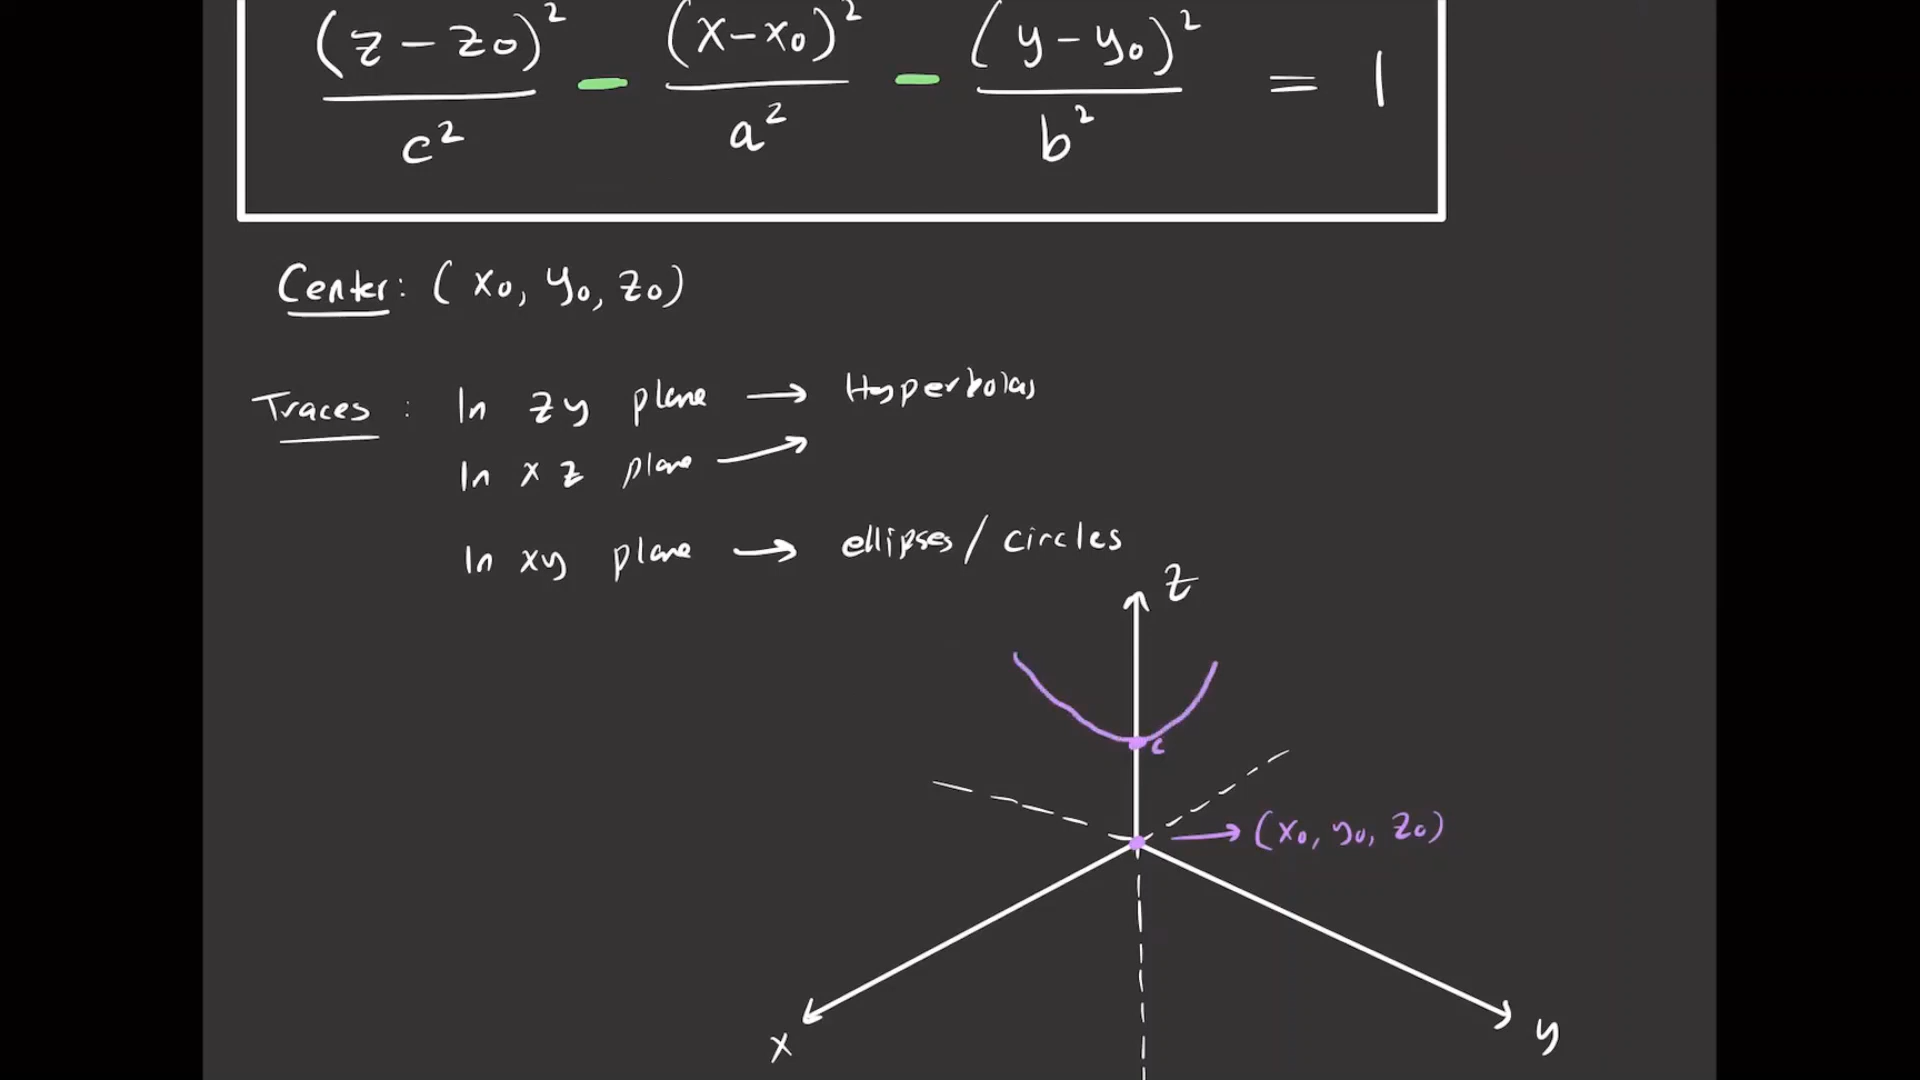 (z - z₀)² / c² - (x - x₀)² / a² - (y - y₀)² / b² = 1
Center: (x₀, y₀, z₀)
Traces: In zy plane → Hyperbolas
In xz plane →
In xy plane → ellipses / circles
z
c
→ (x₀, y₀, z₀)
x
y